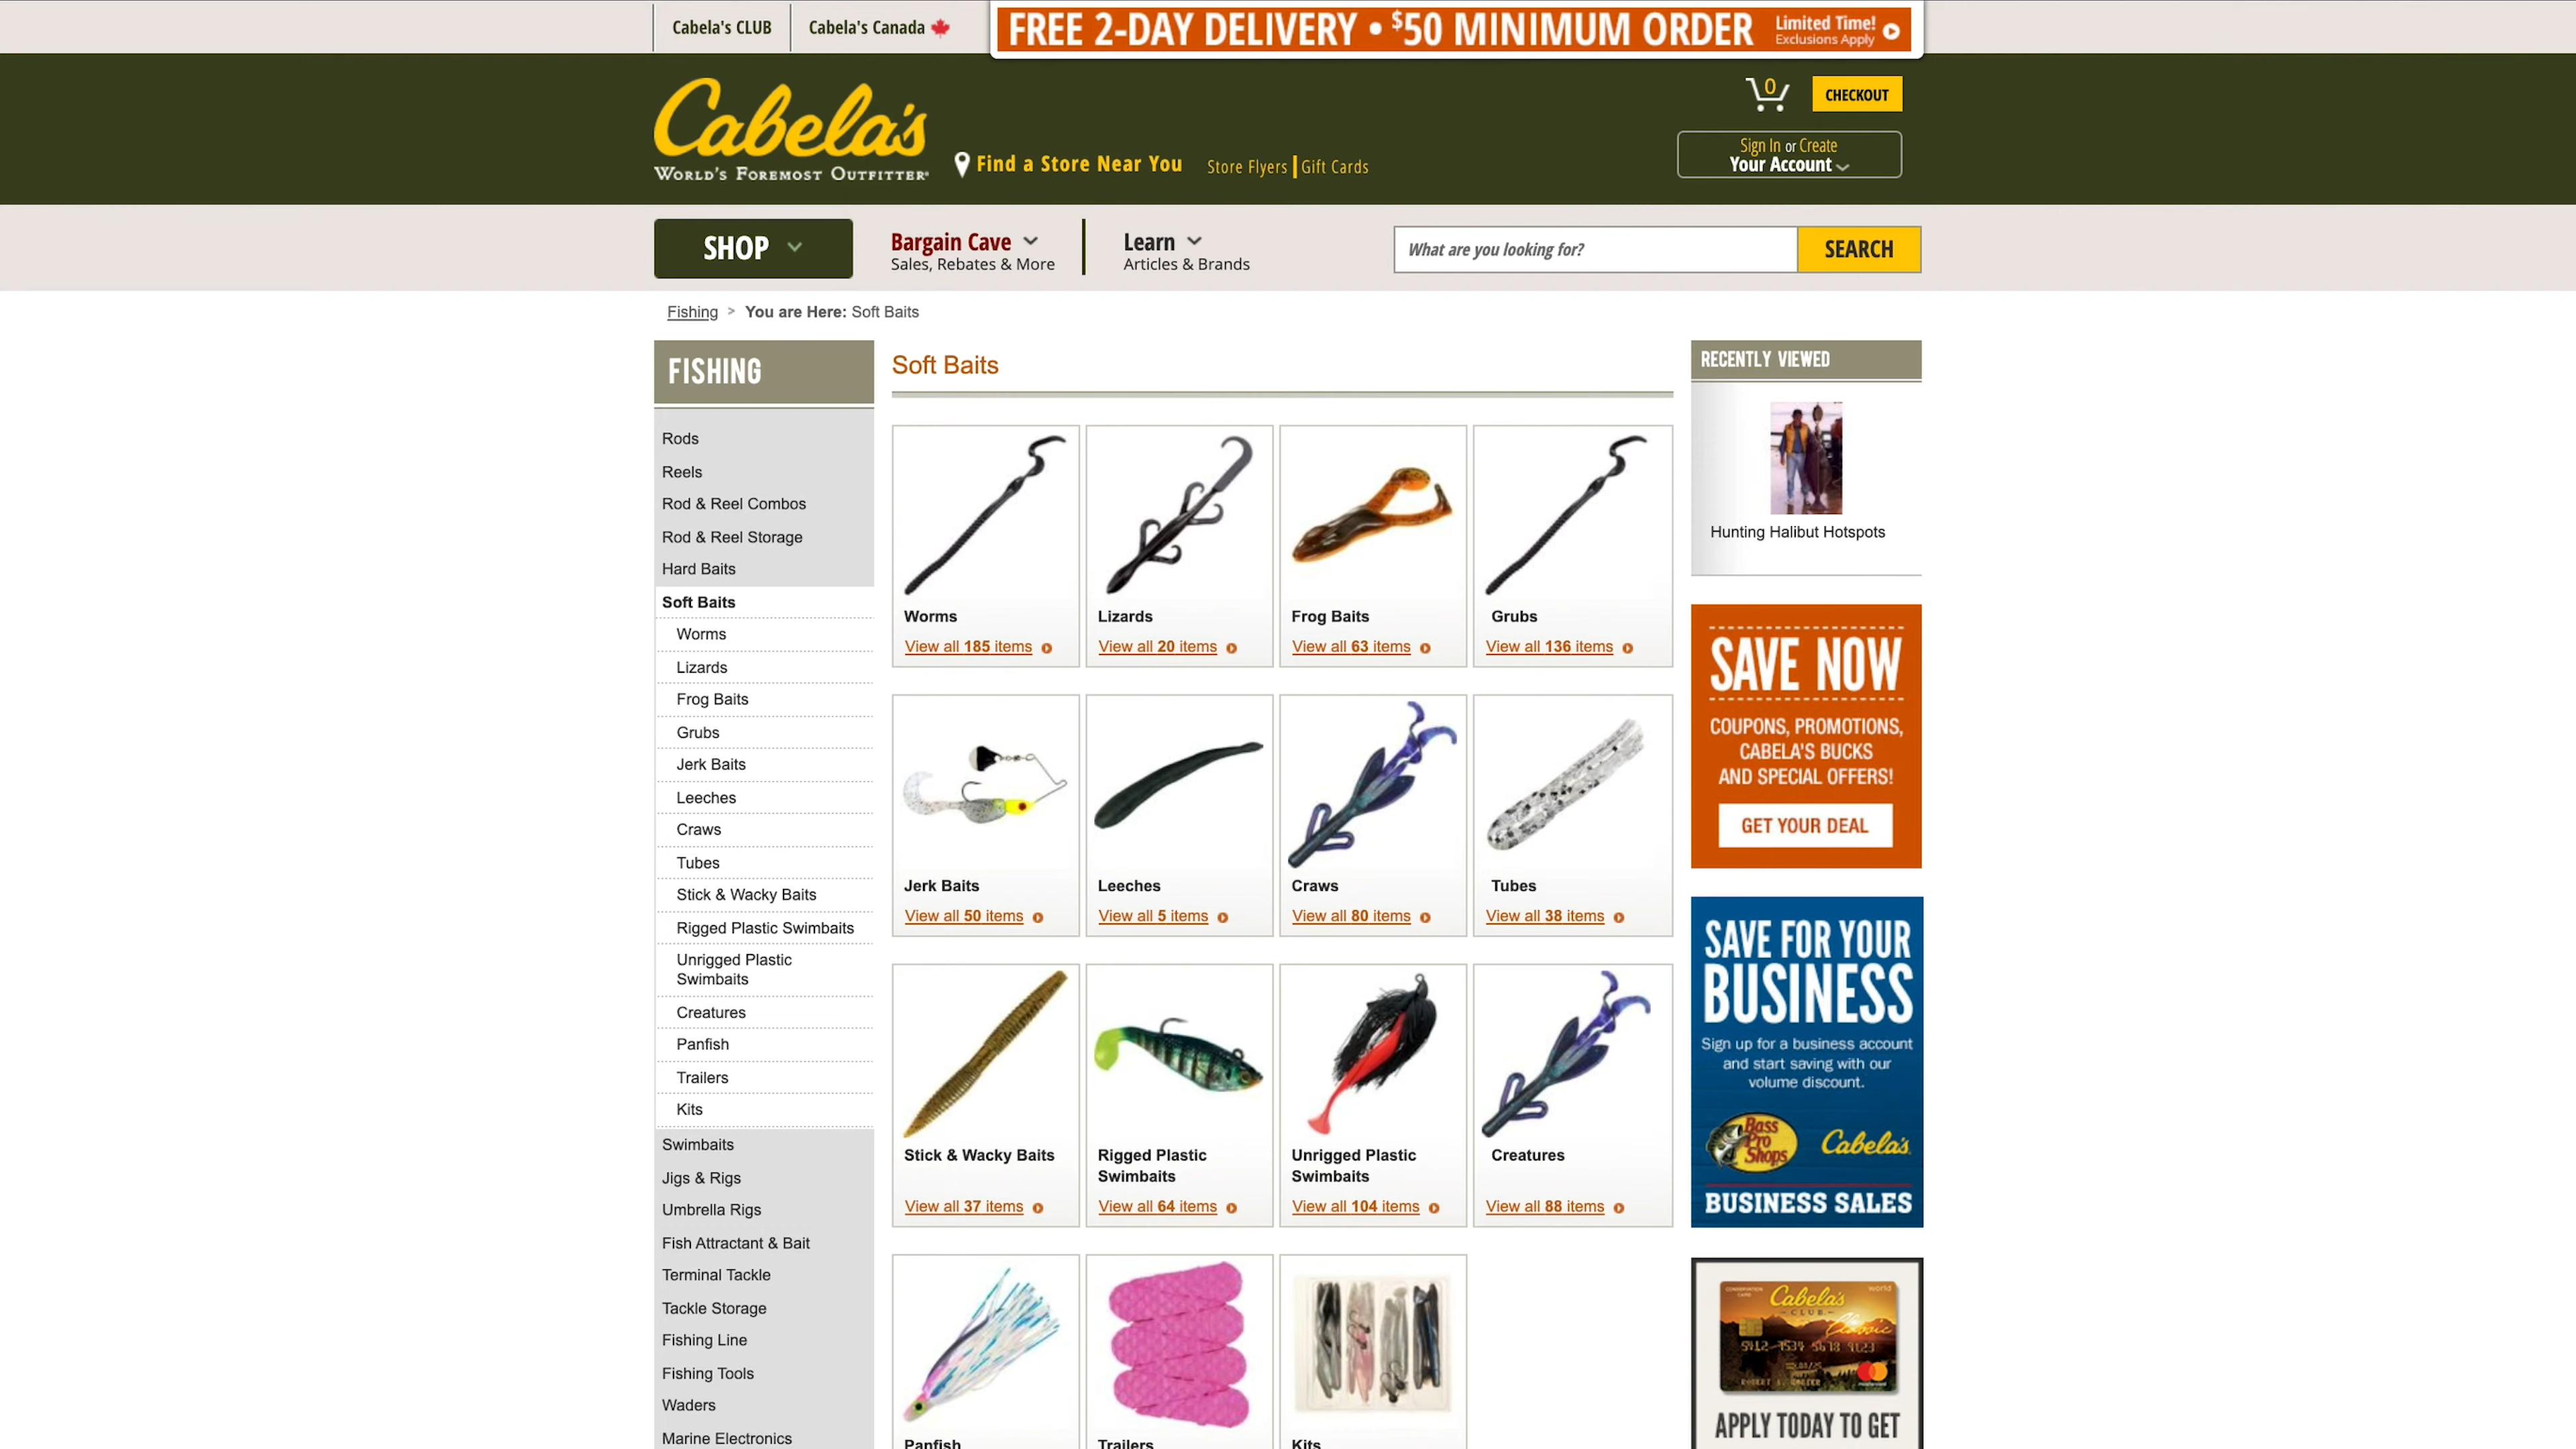 Cabela's CLUB
Cabela's Canada
FREE 2-DAY DELIVERY • $50 MINIMUM ORDER
Limited Time!
Exclusions Apply
Cabela's
WORLD'S FOREMOST OUTFITTER®
Find a Store Near You
Store Flyers | Gift Cards
0
CHECKOUT
Sign In or Create
Your Account
SHOP
Bargain Cave
Sales, Rebates & More
Learn
Articles & Brands
What are you looking for?
SEARCH
Fishing > You are Here: Soft Baits
FISHING
Rods
Reels
Rod & Reel Combos
Rod & Reel Storage
Hard Baits
Soft Baits
Worms
Lizards
Frog Baits
Grubs
Jerk Baits
Leeches
Craws
Tubes
Stick & Wacky Baits
Rigged Plastic Swimbaits
Unrigged Plastic
Swimbaits
Creatures
Panfish
Trailers
Kits
Swimbaits
Jigs & Rigs
Umbrella Rigs
Fish Attractant & Bait
Terminal Tackle
Tackle Storage
Fishing Line
Fishing Tools
Waders
Marine Electronics
Soft Baits
Worms
View all 185 items
Lizards
View all 20 items
Frog Baits
View all 63 items
Grubs
View all 136 items
Jerk Baits
View all 50 items
Leeches
View all 5 items
Craws
View all 80 items
Tubes
View all 38 items
Stick & Wacky Baits
View all 37 items
Rigged Plastic
Swimbaits
View all 64 items
Unrigged Plastic
Swimbaits
View all 104 items
Creatures
View all 88 items
Panfish
Trailers
Kits
RECENTLY VIEWED
Hunting Halibut Hotspots
SAVE NOW
COUPONS, PROMOTIONS,
CABELA'S BUCKS
AND SPECIAL OFFERS!
GET YOUR DEAL
SAVE FOR YOUR
BUSINESS
Sign up for a business account
and start saving with our
volume discount.
Bass
Pro
Shops
Cabela's
BUSINESS SALES
world
Cabela's
CLUB
Classic
APPLY TODAY TO GET